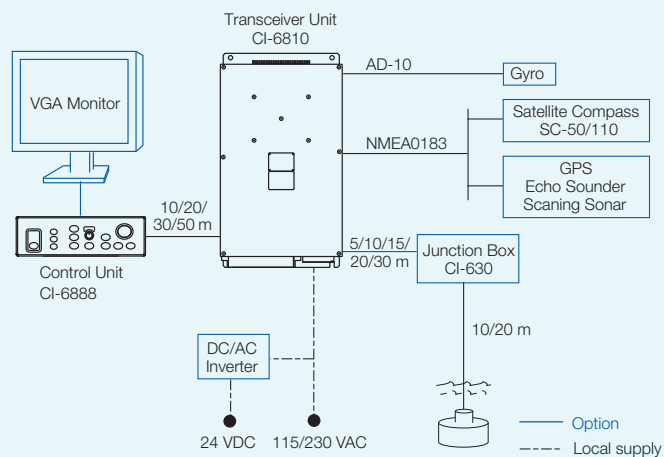 Transceiver Unit
CI-6810
VGA Monitor
AD-10
Gyro
Satellite Compass
SC-50/110
NMEA0183
GPS
Echo Sounder
Scaning Sonar
10/20/
30/50 m
Control Unit
CI-6888
5/10/15/
20/30 m
Junction Box
CI-630
10/20 m
DC/AC
Inverter
24 VDC
115/230 VAC
Option
Local supply